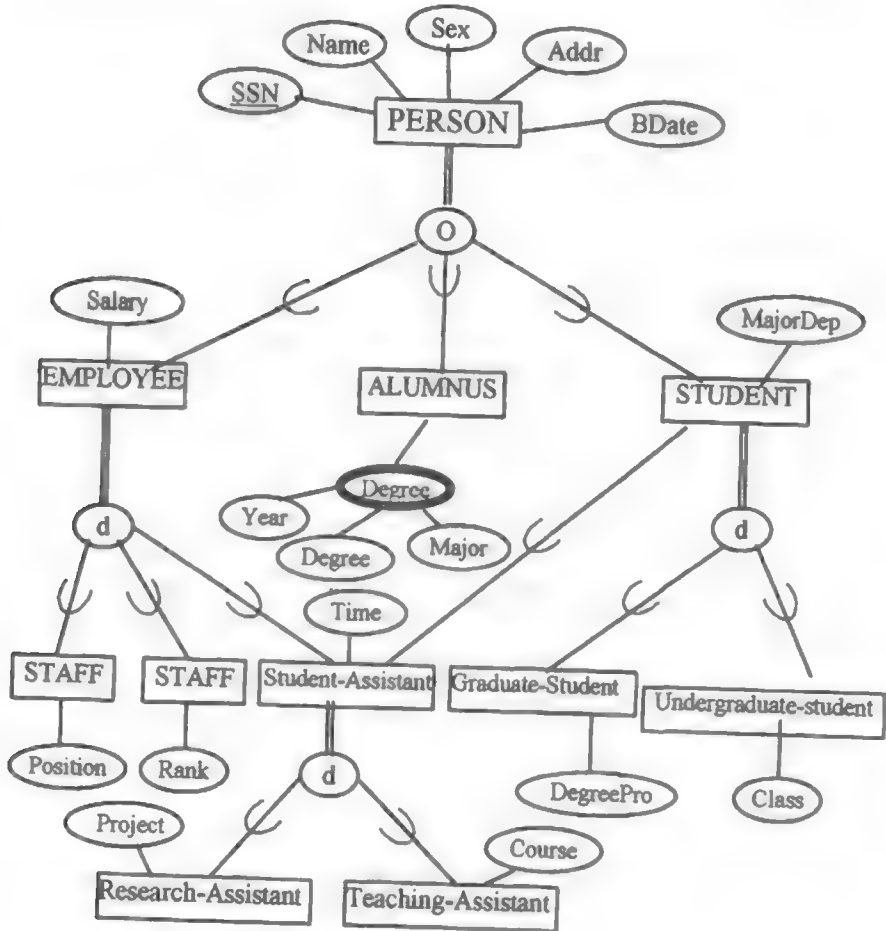 Sex
Name
Addr
SSN
PERSON
BDate
O
Salary
MajorDep
EMPLOYEE
ALUMNUS
STUDENT
Degree
Year
d
d
Degree
Major
Time
STAFF
STAFF
Student-Assistant
Graduate-Student
Undergraduate-student
Position
Rank
d
DegreePro
Class
Project
Course
Research-Assistant
Teaching-Assistant